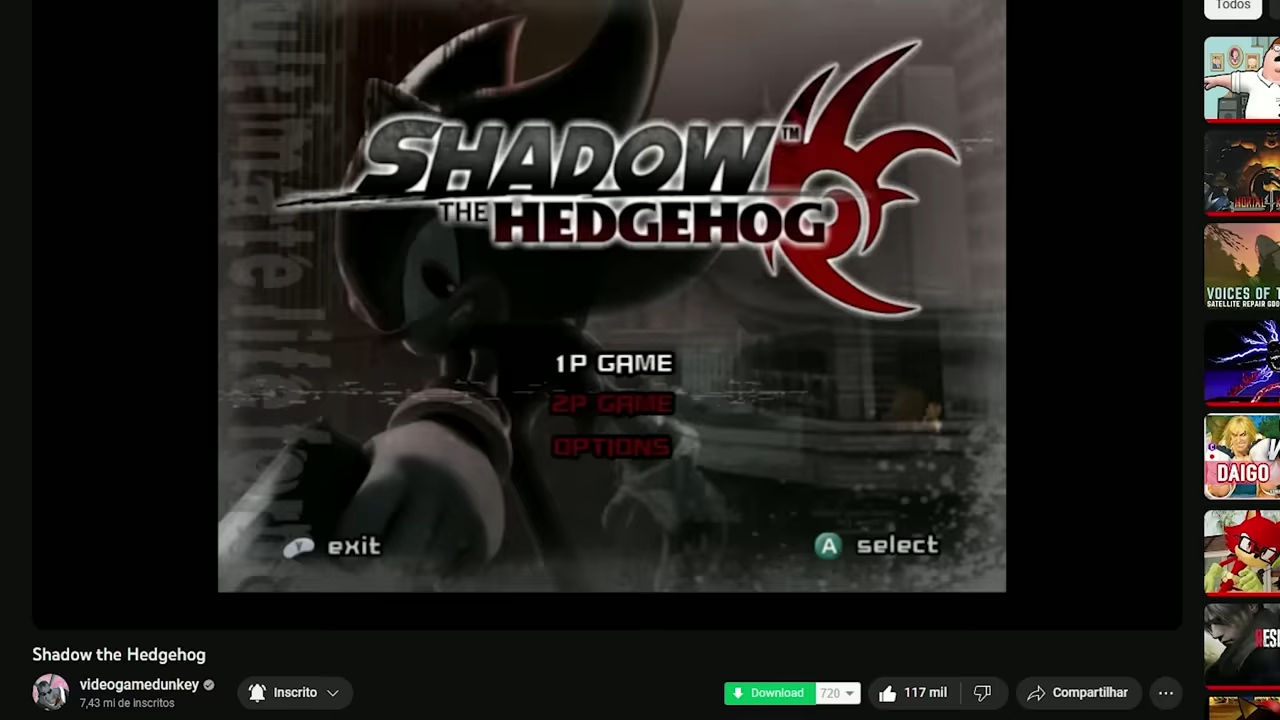 Todos
SHADOW™
THE HEDGEHOG
1P GAME
2P GAME
OPTIONS
Y exit
A select
VOICES OF
DAIGO
Shadow the Hedgehog
videogamedunkey
7,43 mi de inscritos
Inscrito
Download 720
117 mil
Compartilhar